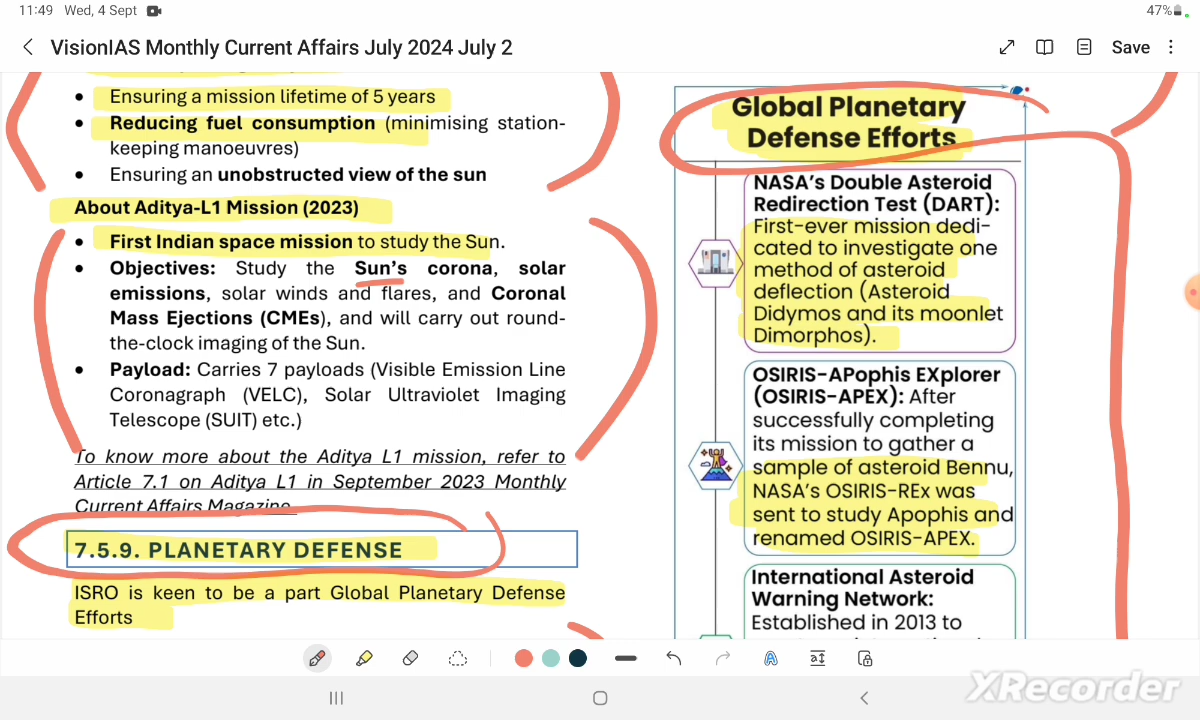 11:49 Wed, 4 Sept
47%
VisionIAS Monthly Current Affairs July 2024 July 2
Save
• Ensuring a mission lifetime of 5 years
• Reducing fuel consumption (minimising station-
keeping manoeuvres)
• Ensuring an unobstructed view of the sun
About Aditya-L1 Mission (2023)
• First Indian space mission to study the Sun.
• Objectives: Study the Sun's corona, solar
emissions, solar winds and flares, and Coronal
Mass Ejections (CMEs), and will carry out round-
the-clock imaging of the Sun.
• Payload: Carries 7 payloads (Visible Emission Line
Coronagraph (VELC), Solar Ultraviolet Imaging
Telescope (SUIT) etc.)
To know more about the Aditya L1 mission, refer to
Article 7.1 on Aditya L1 in September 2023 Monthly
Current Affairs Magazine.
7.5.9. PLANETARY DEFENSE
ISRO is keen to be a part Global Planetary Defense
Efforts
Global Planetary
Defense Efforts
NASA's Double Asteroid
Redirection Test (DART):
First-ever mission dedi-
cated to investigate one
method of asteroid
deflection (Asteroid
Didymos and its moonlet
Dimorphos).
OSIRIS-APophis EXplorer
(OSIRIS-APEX): After
successfully completing
its mission to gather a
sample of asteroid Bennu,
NASA's OSIRIS-REx was
sent to study Apophis and
renamed OSIRIS-APEX.
International Asteroid
Warning Network:
Established in 2013 to
XRecorder